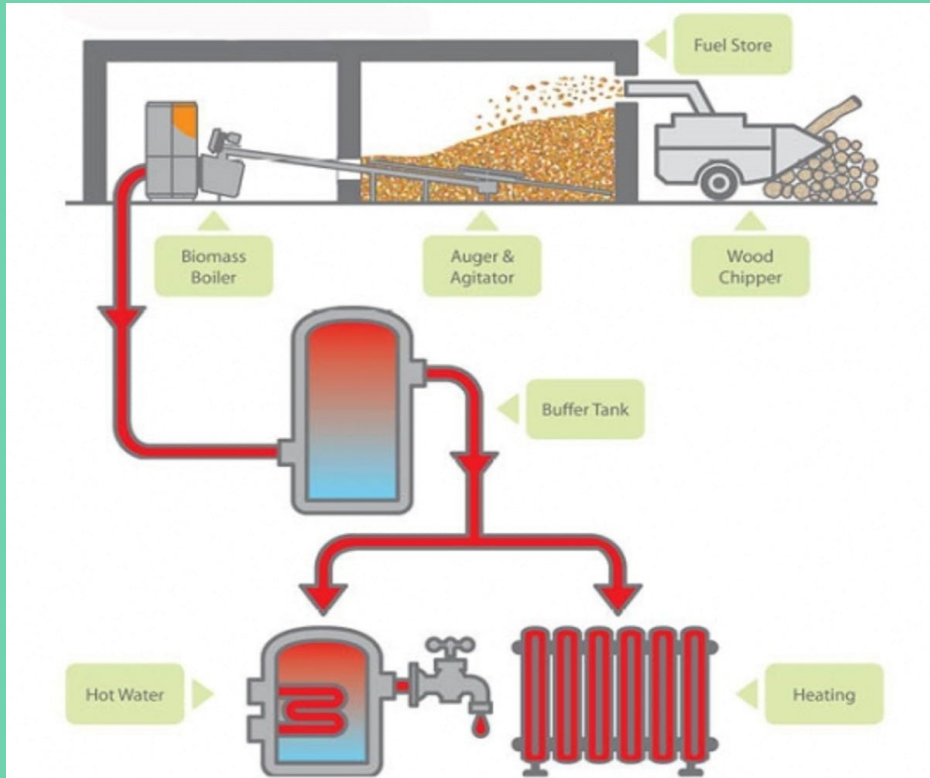 Fuel Store
Biomass
Boiler
Auger &
Agitator
Wood
Chipper
Buffer Tank
Hot Water
Heating